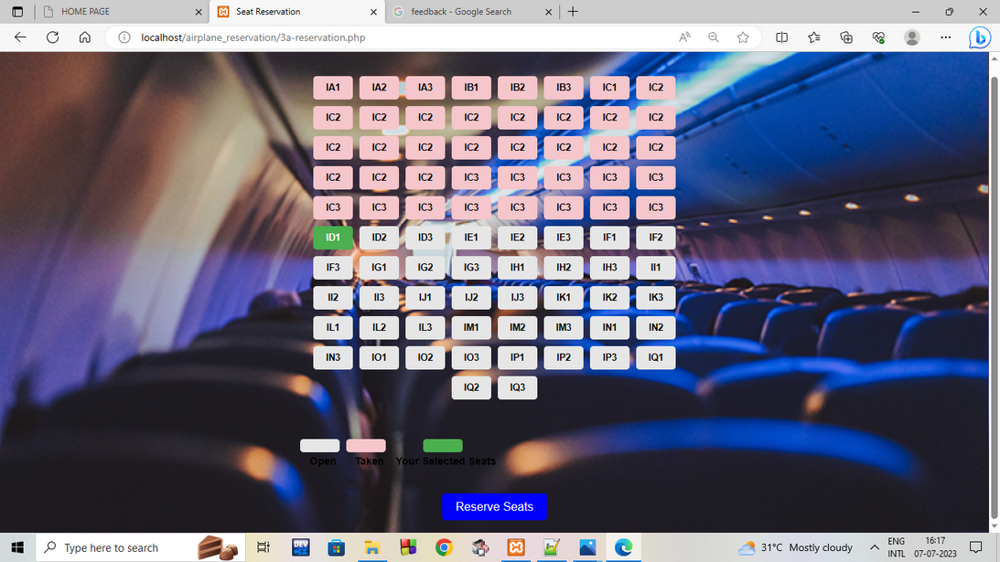 HOME PAGE
Seat Reservation
feedback - Google Search
localhost/airplane_reservation/3a-reservation.php
IA1 IA2 IA3 IB1 IB2 IB3 IC1 IC2
IC2 IC2 IC2 IC2 IC2 IC2 IC2 IC2
IC2 IC2 IC2 IC2 IC2 IC2 IC2 IC2
IC2 IC2 IC2 IC3 IC3 IC3 IC3 IC3
IC3 IC3 IC3 IC3 IC3 IC3 IC3 IC3
ID1 ID2 ID3 IE1 IE2 IE3 IF1 IF2
IF3 IG1 IG2 IG3 IH1 IH2 IH3 II1
II2 II3 IJ1 IJ2 IJ3 IK1 IK2 IK3
IL1 IL2 IL3 IM1 IM2 IM3 IN1 IN2
IN3 IO1 IO2 IO3 IP1 IP2 IP3 IQ1
IQ2 IQ3
Open Taken Your Selected Seats
Reserve Seats
Type here to search
DEV
31°C Mostly cloudy
ENG
INTL
16:17
07-07-2023